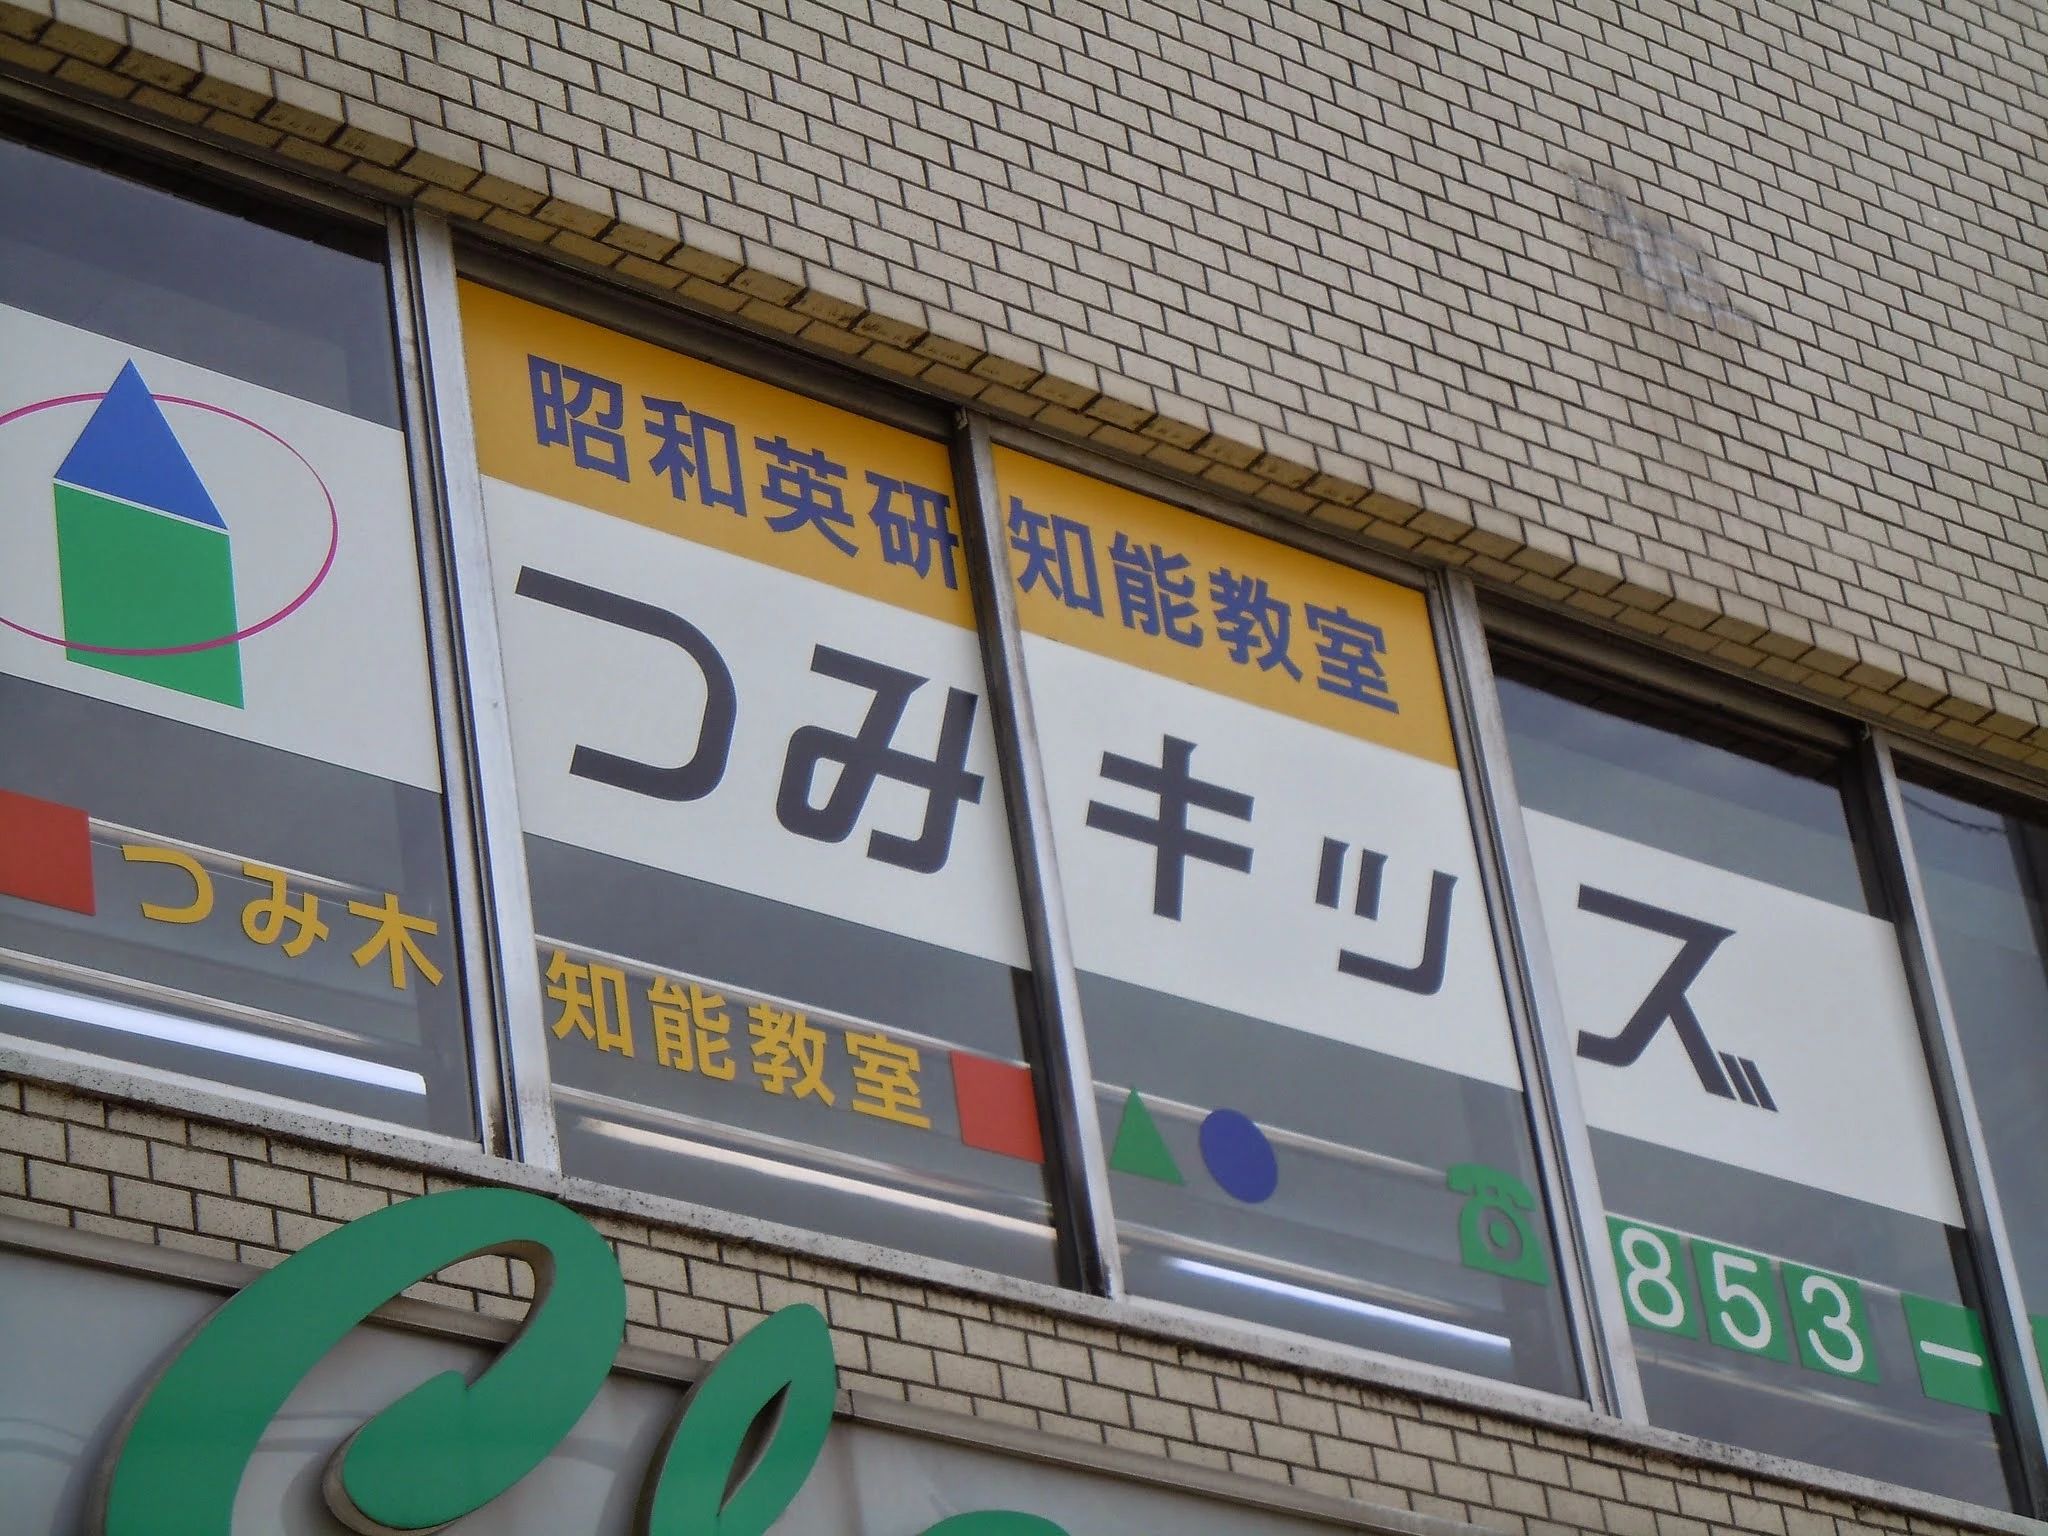 昭和英研 知能教室
つみキッズ
つみ木 知能教室
853-